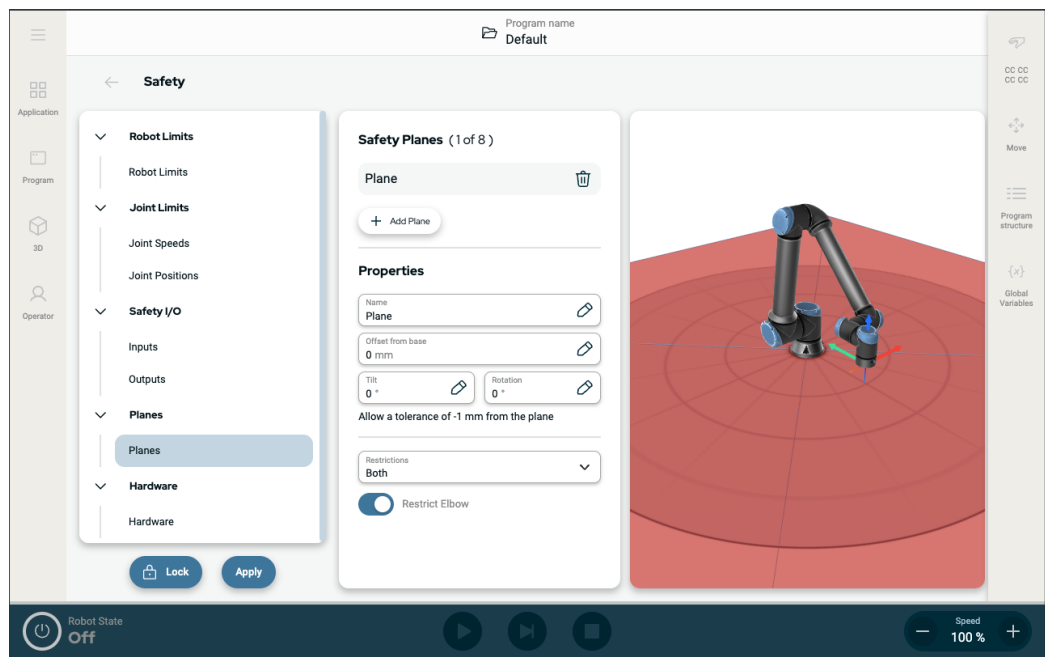 Program name
Default
Safety
Application
Program
3D
Operator
Robot Limits
Robot Limits
Joint Limits
Joint Speeds
Joint Positions
Safety I/O
Inputs
Outputs
Planes
Planes
Hardware
Hardware
Lock
Apply
Safety Planes (1 of 8)
Plane
+ Add Plane
Properties
Name
Plane
Offset from base
0 mm
Tilt
0 °
Rotation
0 °
Allow a tolerance of -1 mm from the plane
Restrictions
Both
Restrict Elbow
CC CC
CC CC
Move
Program
structure
{x}
Global
Variables
Robot State
Off
Speed
100 %